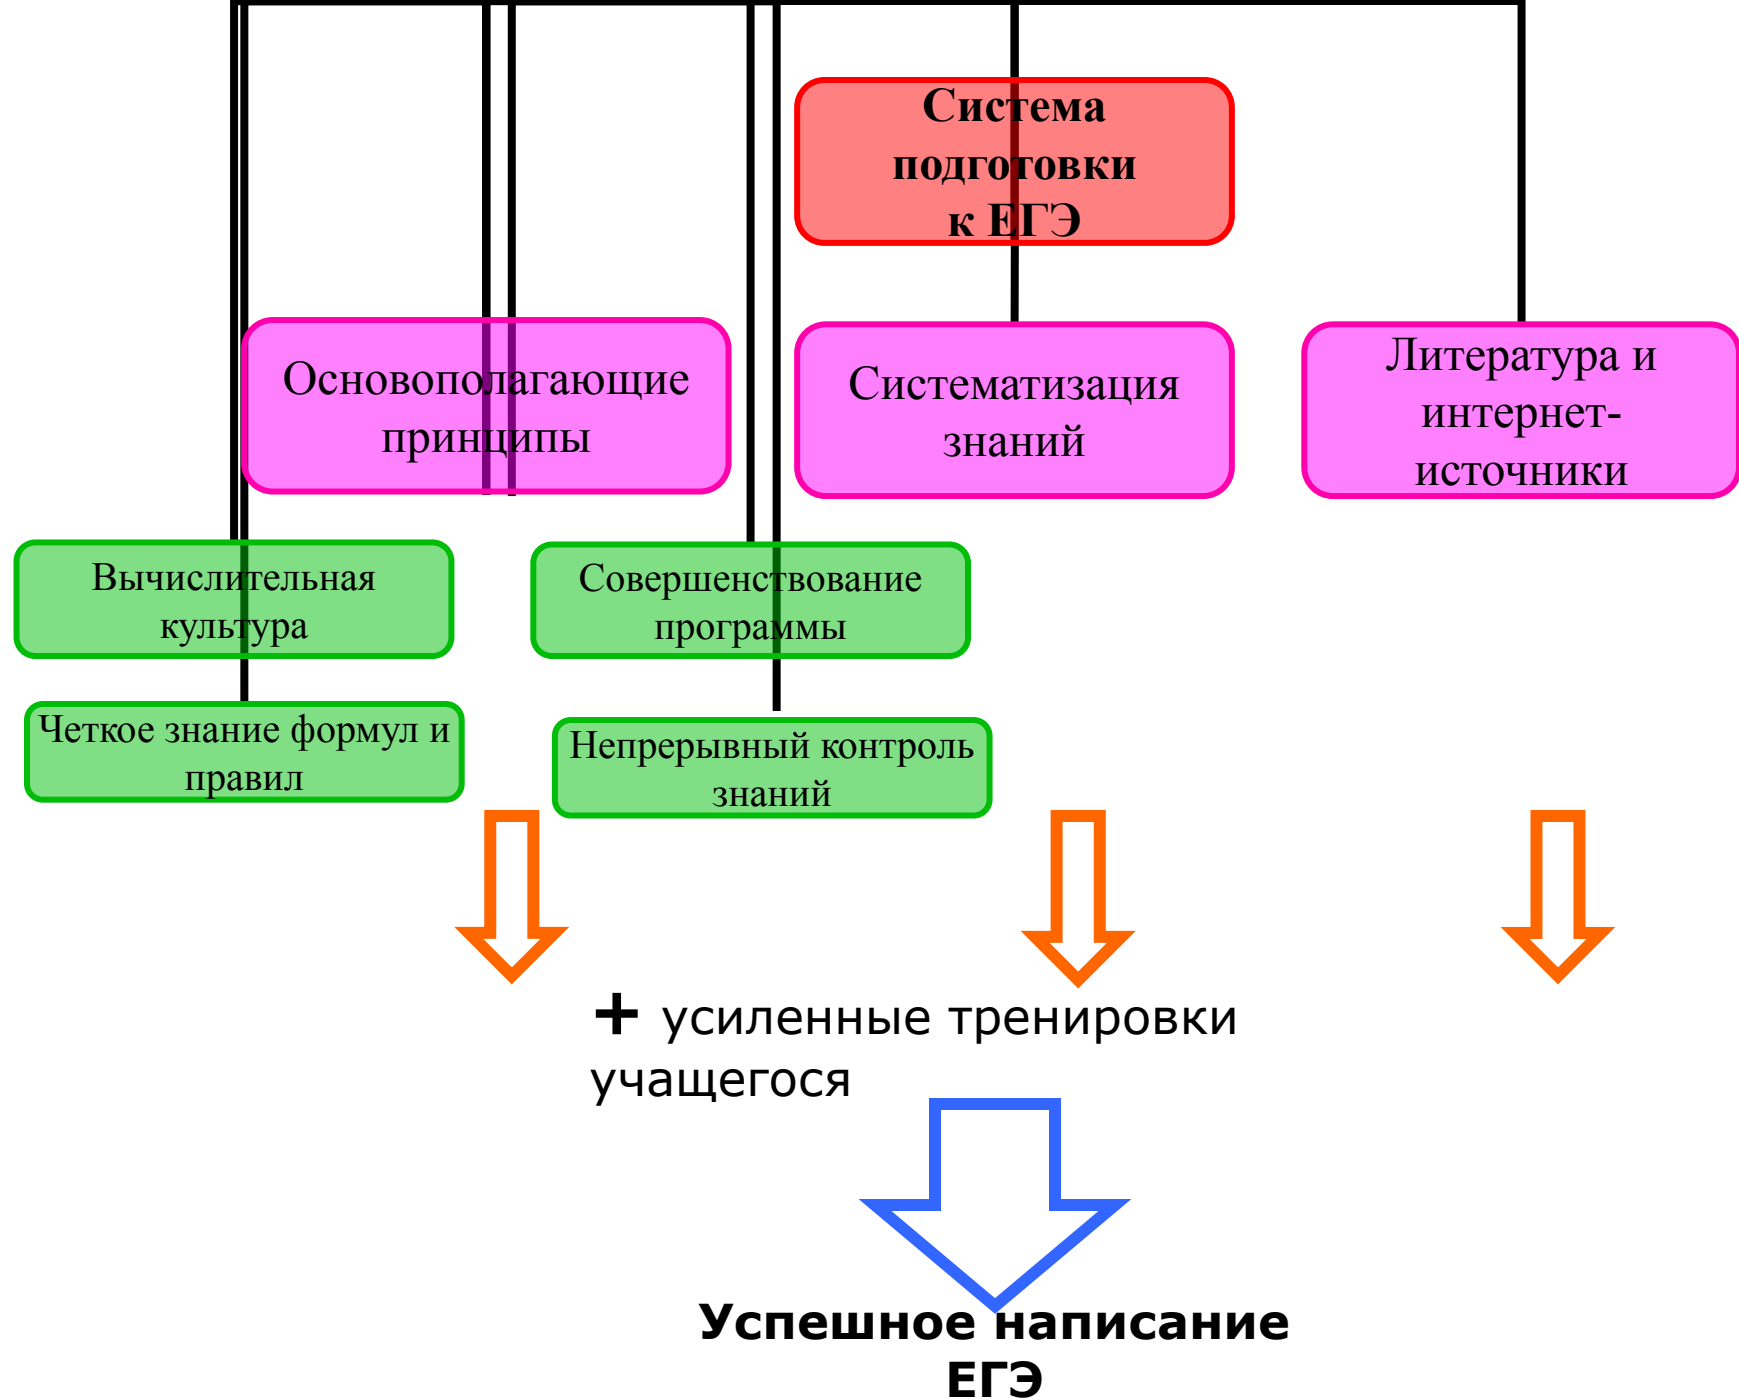 Система
подготовки
к ЕГЭ
Основополагающие
принципы
Систематизация
знаний
Литература и
интернет-
источники
Вычислительная
культура
Совершенствование
программы
Четкое знание формул и
правил
Непрерывный контроль
знаний
+ усиленные тренировки
учащегося
Успешное написание
ЕГЭ